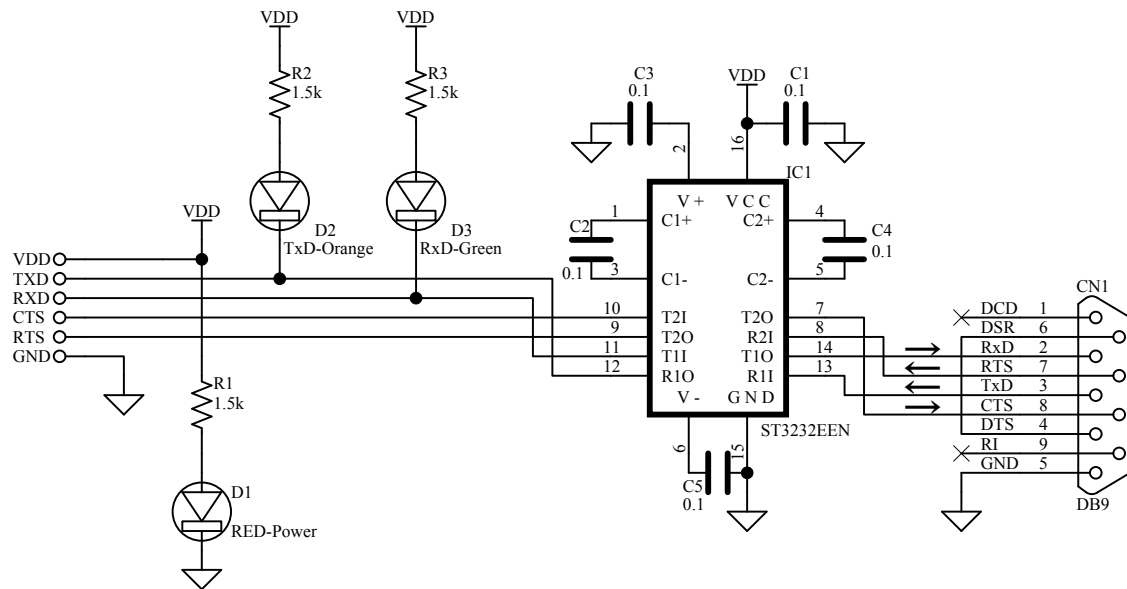 VDD
R2
1.5k
D2
TxD-Orange
VDD
R3
1.5k
D3
RxD-Green
VDD
VDD
TXD
RXD
CTS
RTS
GND
R1
1.5k
D1
RED-Power
C3
0.1
VDD
C1
0.1
2
16
IC1
V+
VCC
1
C1+
C2+
4
C2
0.1
C4
0.1
3
C1-
C2-
5
10
T2I
T2O
7
9
T2O
R2I
8
11
T1I
T1O
14
12
R1O
R1I
13
V-
GND
ST3232EEN
6
15
C5
0.1
CN1
DCD 1
DSR 6
RxD 2
RTS 7
TxD 3
CTS 8
DTS 4
RI 9
GND 5
DB9